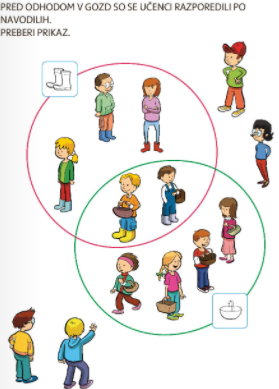 PRED ODHODOM V GOZD SO SE UČENCI RAZPOREDILI PO
NAVODILIH.
PREBERI PRIKAZ.